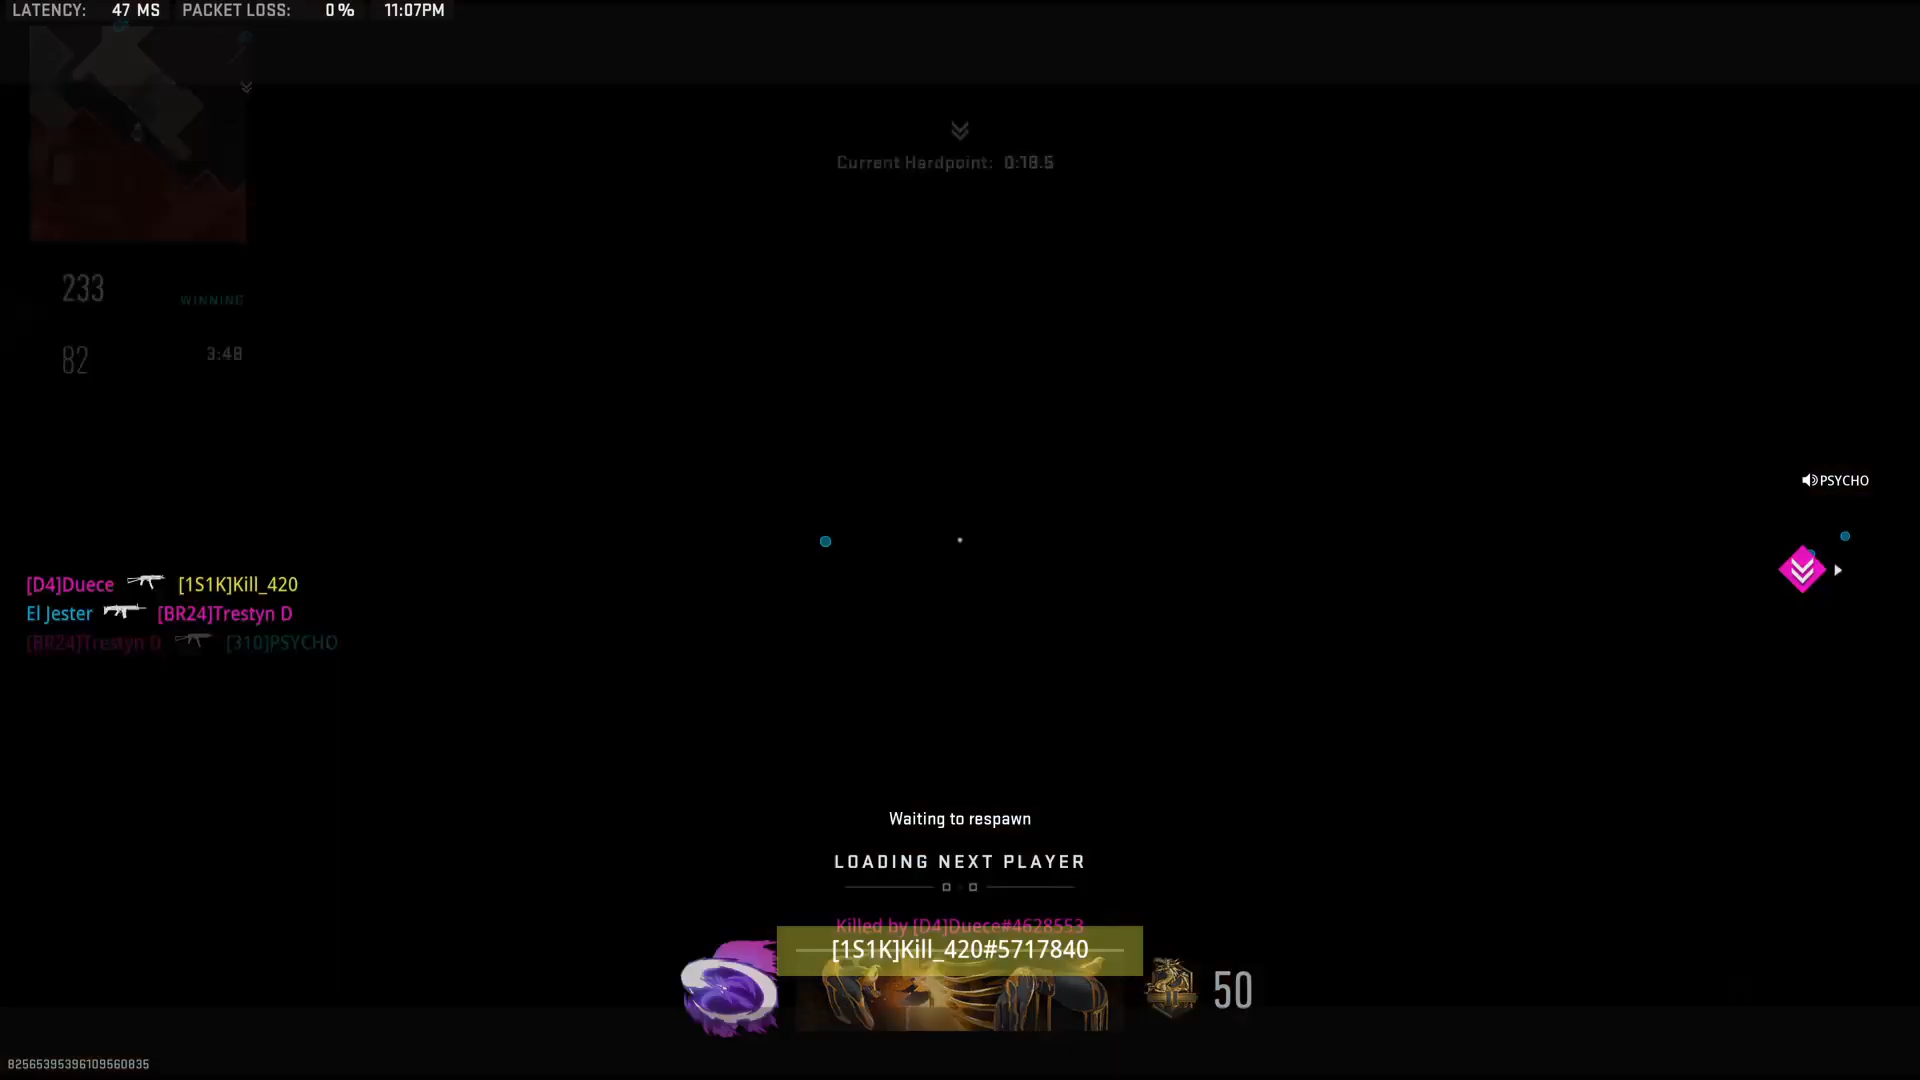 LATENCY: 47 MS PACKET LOSS: 0% 11:07PM
Current Hardpoint: 0:18.5
233 WINNING
82 3:48
PSYCHO
[D4]Duece [1S1K]Kill_420
El Jester [BR24]Trestyn D
[BR24]Trestyn D [310]PSYCHO
Waiting to respawn
LOADING NEXT PLAYER
Killed by [D4]Duece#4628553
[1S1K]Kill_420#5717840
50
82565395396109560835